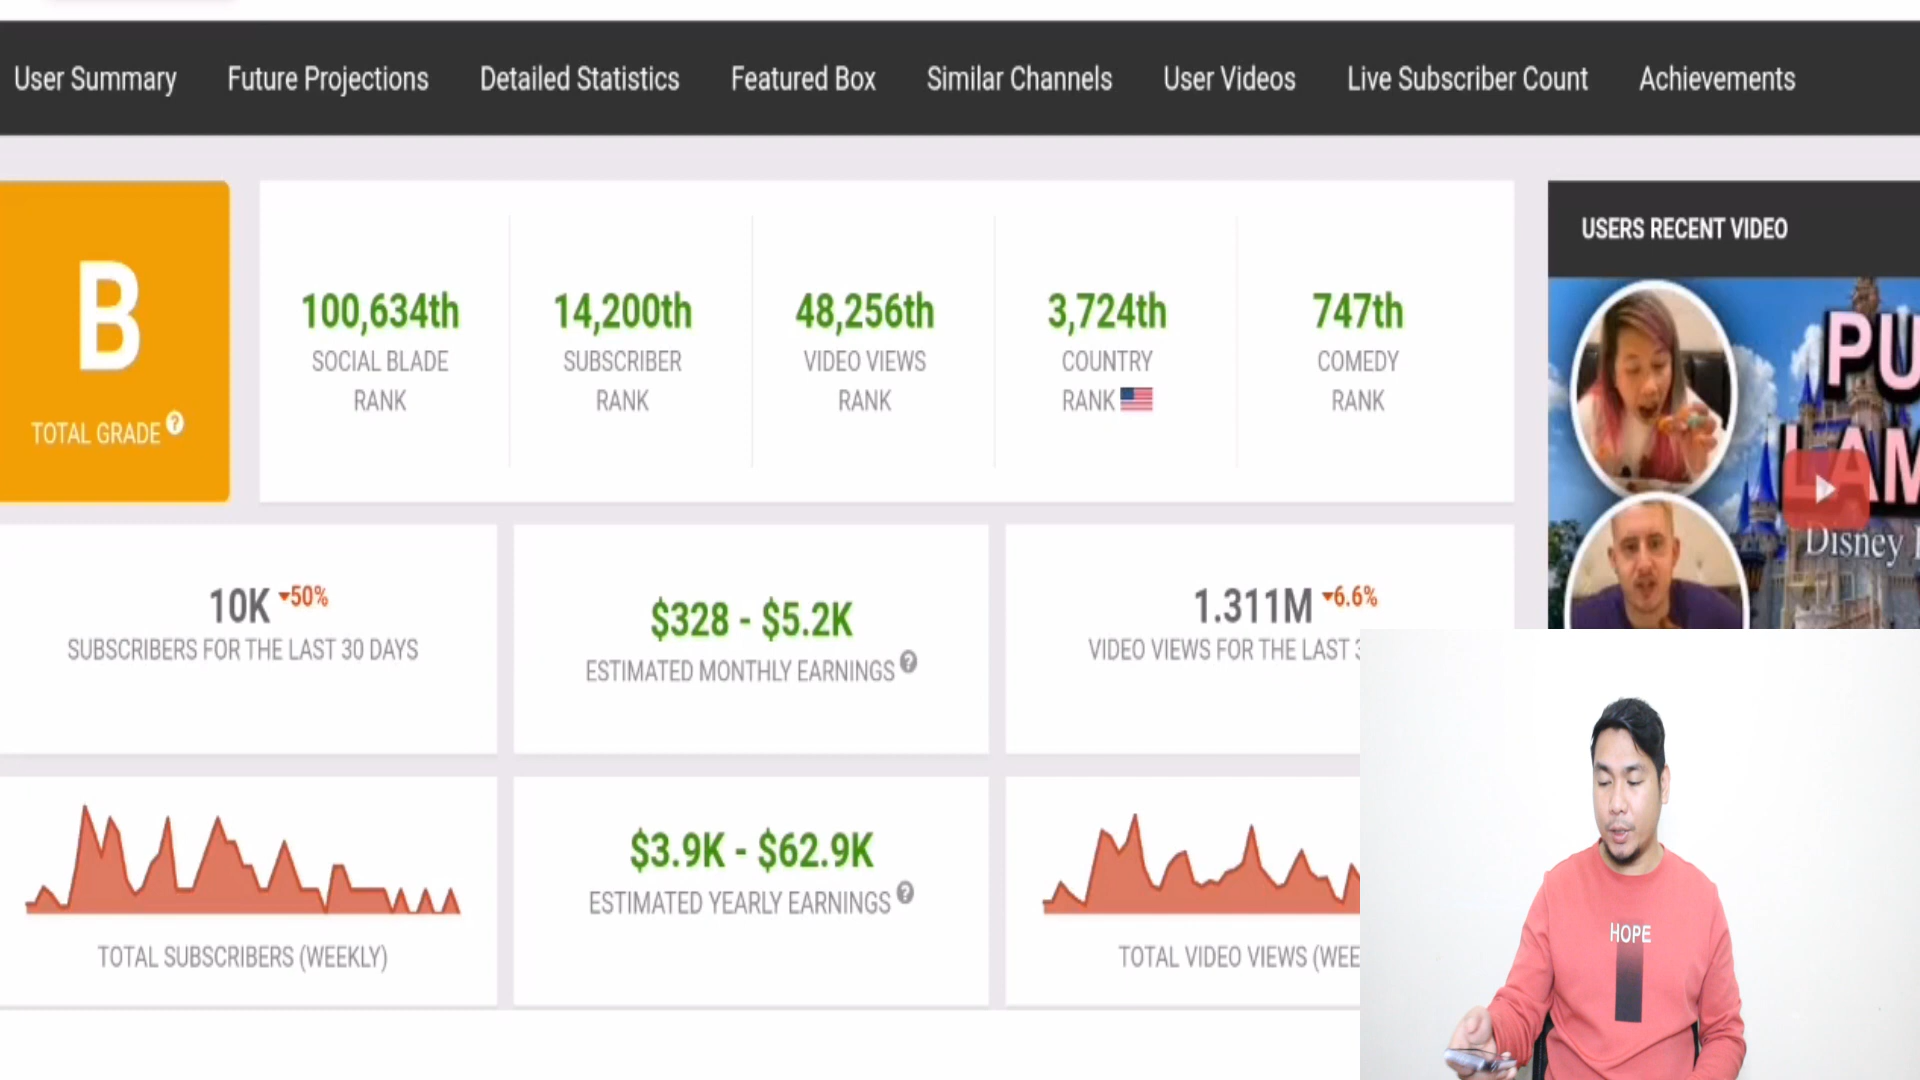 User Summary
Future Projections
Detailed Statistics
Featured Box
Similar Channels
User Videos
Live Subscriber Count
Achievements
B
TOTAL GRADE ?
100,634th
SOCIAL BLADE
RANK
14,200th
SUBSCRIBER
RANK
48,256th
VIDEO VIEWS
RANK
3,724th
COUNTRY
RANK
747th
COMEDY
RANK
USERS RECENT VIDEO
PU
LAM
Disney
10K 50%
SUBSCRIBERS FOR THE LAST 30 DAYS
$328 - $5.2K
ESTIMATED MONTHLY EARNINGS ?
1.311M 6.6%
VIDEO VIEWS FOR THE LAST 3
TOTAL SUBSCRIBERS (WEEKLY)
$3.9K - $62.9K
ESTIMATED YEARLY EARNINGS ?
TOTAL VIDEO VIEWS (WEE
HOPE